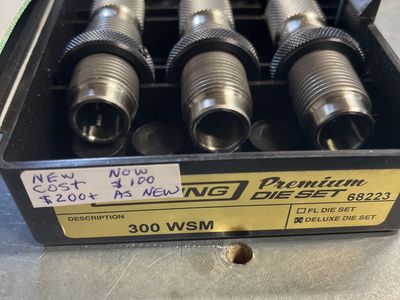 NEW NOW
COST $100
$200+ AS NEW
Premium
DIE SET
68223
FL DIE SET
DELUXE DIE SET
DESCRIPTION
300 WSM